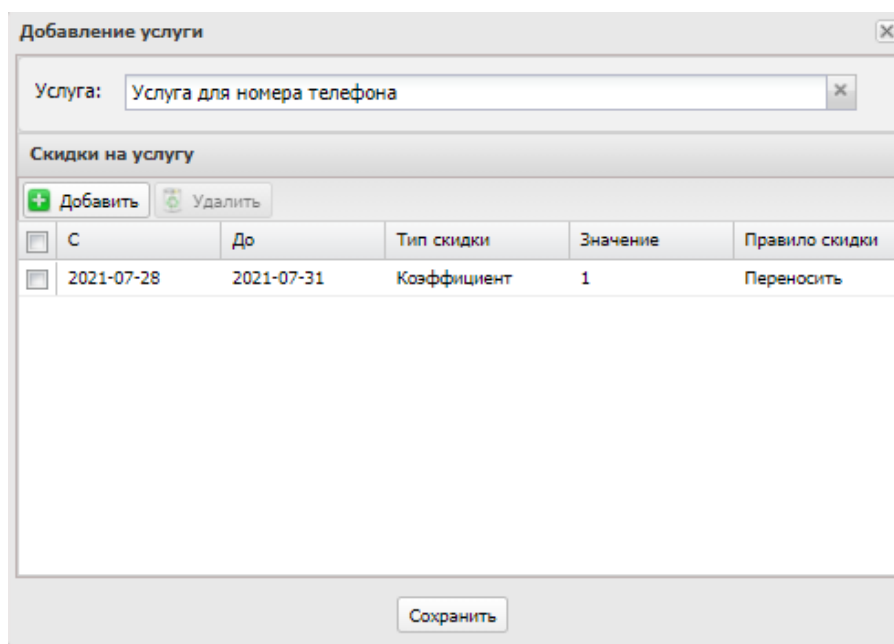 Добавление услуги
Услуга: Услуга для номера телефона
Скидки на услугу
Добавить Удалить
С До Тип скидки Значение Правило скидки
2021-07-28 2021-07-31 Коэффициент 1 Переносить
Сохранить